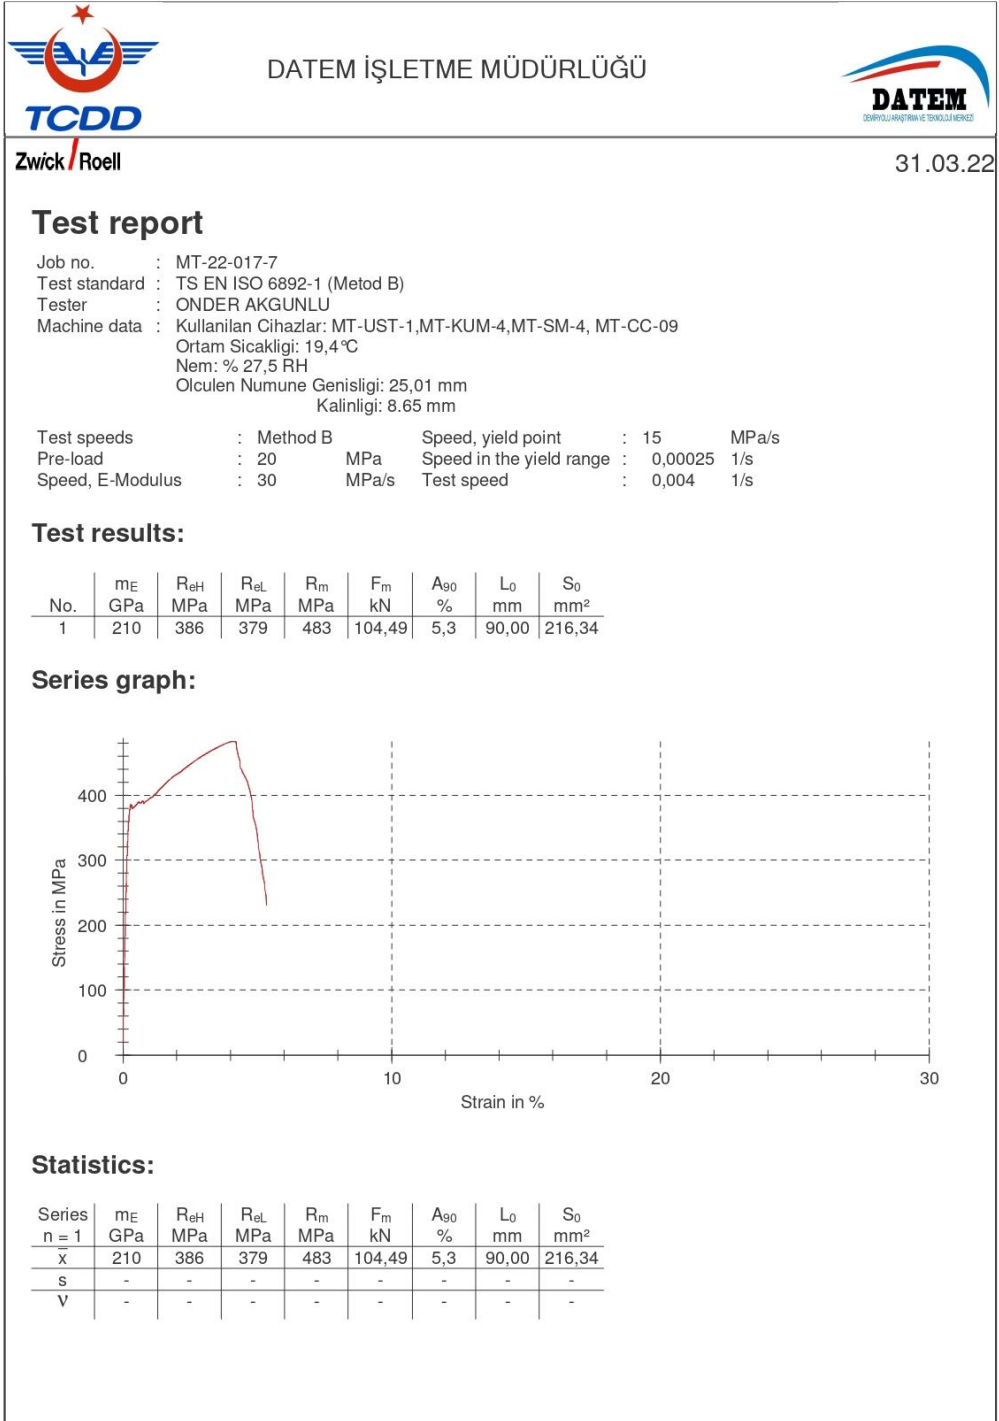 DATEM İŞLETME MÜDÜRLÜĞÜ
TCDD
DATEM
DEMİRYOLU ARAŞTIRMA VE TEKNOLOJİ MERKEZİ
Zwick / Roell
31.03.22
Test report
Job no. : MT-22-017-7
Test standard : TS EN ISO 6892-1 (Metod B)
Tester : ONDER AKGUNLU
Machine data : Kullanilan Cihazlar: MT-UST-1,MT-KUM-4,MT-SM-4, MT-CC-09
Ortam Sicakligi: 19,4°C
Nem: % 27,5 RH
Olculen Numune Genisligi: 25,01 mm
Kalinligi: 8.65 mm
Test speeds : Method B Speed, yield point : 15 MPa/s
Pre-load : 20 MPa Speed in the yield range : 0,00025 1/s
Speed, E-Modulus : 30 MPa/s Test speed : 0,004 1/s
Test results:
mE ReH ReL Rm Fm A90 L0 S0
No. GPa MPa MPa MPa kN % mm mm²
1 210 386 379 483 104,49 5,3 90,00 216,34
Series graph:
400
300
200
100
0
Stress in MPa
0 10 20 30
Strain in %
Statistics:
Series mE ReH ReL Rm Fm A90 L0 S0
n = 1 GPa MPa MPa MPa kN % mm mm²
x̅ 210 386 379 483 104,49 5,3 90,00 216,34
s - - - - - - - -
ν - - - - - - - -